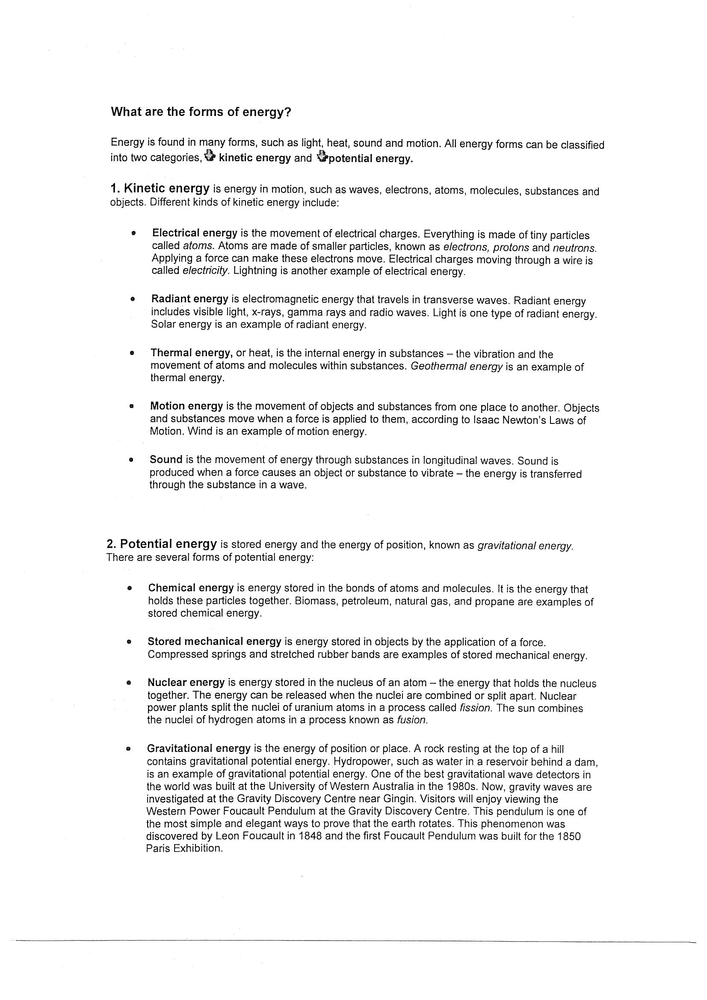 What are the forms of energy?
Energy is found in many forms, such as light, heat, sound and motion. All energy forms can be classified
into two categories, kinetic energy and potential energy.
1. Kinetic energy is energy in motion, such as waves, electrons, atoms, molecules, substances and
objects. Different kinds of kinetic energy include:
• Electrical energy is the movement of electrical charges. Everything is made of tiny particles
called atoms. Atoms are made of smaller particles, known as electrons, protons and neutrons.
Applying a force can make these electrons move. Electrical charges moving through a wire is
called electricity. Lightning is another example of electrical energy.
• Radiant energy is electromagnetic energy that travels in transverse waves. Radiant energy
includes visible light, x-rays, gamma rays and radio waves. Light is one type of radiant energy.
Solar energy is an example of radiant energy.
• Thermal energy, or heat, is the internal energy in substances – the vibration and the
movement of atoms and molecules within substances. Geothermal energy is an example of
thermal energy.
• Motion energy is the movement of objects and substances from one place to another. Objects
and substances move when a force is applied to them, according to Isaac Newton's Laws of
Motion. Wind is an example of motion energy.
• Sound is the movement of energy through substances in longitudinal waves. Sound is
produced when a force causes an object or substance to vibrate – the energy is transferred
through the substance in a wave.
2. Potential energy is stored energy and the energy of position, known as gravitational energy.
There are several forms of potential energy:
• Chemical energy is energy stored in the bonds of atoms and molecules. It is the energy that
holds these particles together. Biomass, petroleum, natural gas, and propane are examples of
stored chemical energy.
• Stored mechanical energy is energy stored in objects by the application of a force.
Compressed springs and stretched rubber bands are examples of stored mechanical energy.
• Nuclear energy is energy stored in the nucleus of an atom – the energy that holds the nucleus
together. The energy can be released when the nuclei are combined or split apart. Nuclear
power plants split the nuclei of uranium atoms in a process called fission. The sun combines
the nuclei of hydrogen atoms in a process known as fusion.
• Gravitational energy is the energy of position or place. A rock resting at the top of a hill
contains gravitational potential energy. Hydropower, such as water in a reservoir behind a dam,
is an example of gravitational potential energy. One of the best gravitational wave detectors in
the world was built at the University of Western Australia in the 1980s. Now, gravity waves are
investigated at the Gravity Discovery Centre near Gingin. Visitors will enjoy viewing the
Western Power Foucault Pendulum at the Gravity Discovery Centre. This pendulum is one of
the most simple and elegant ways to prove that the earth rotates. This phenomenon was
discovered by Leon Foucault in 1848 and the first Foucault Pendulum was built for the 1850
Paris Exhibition.